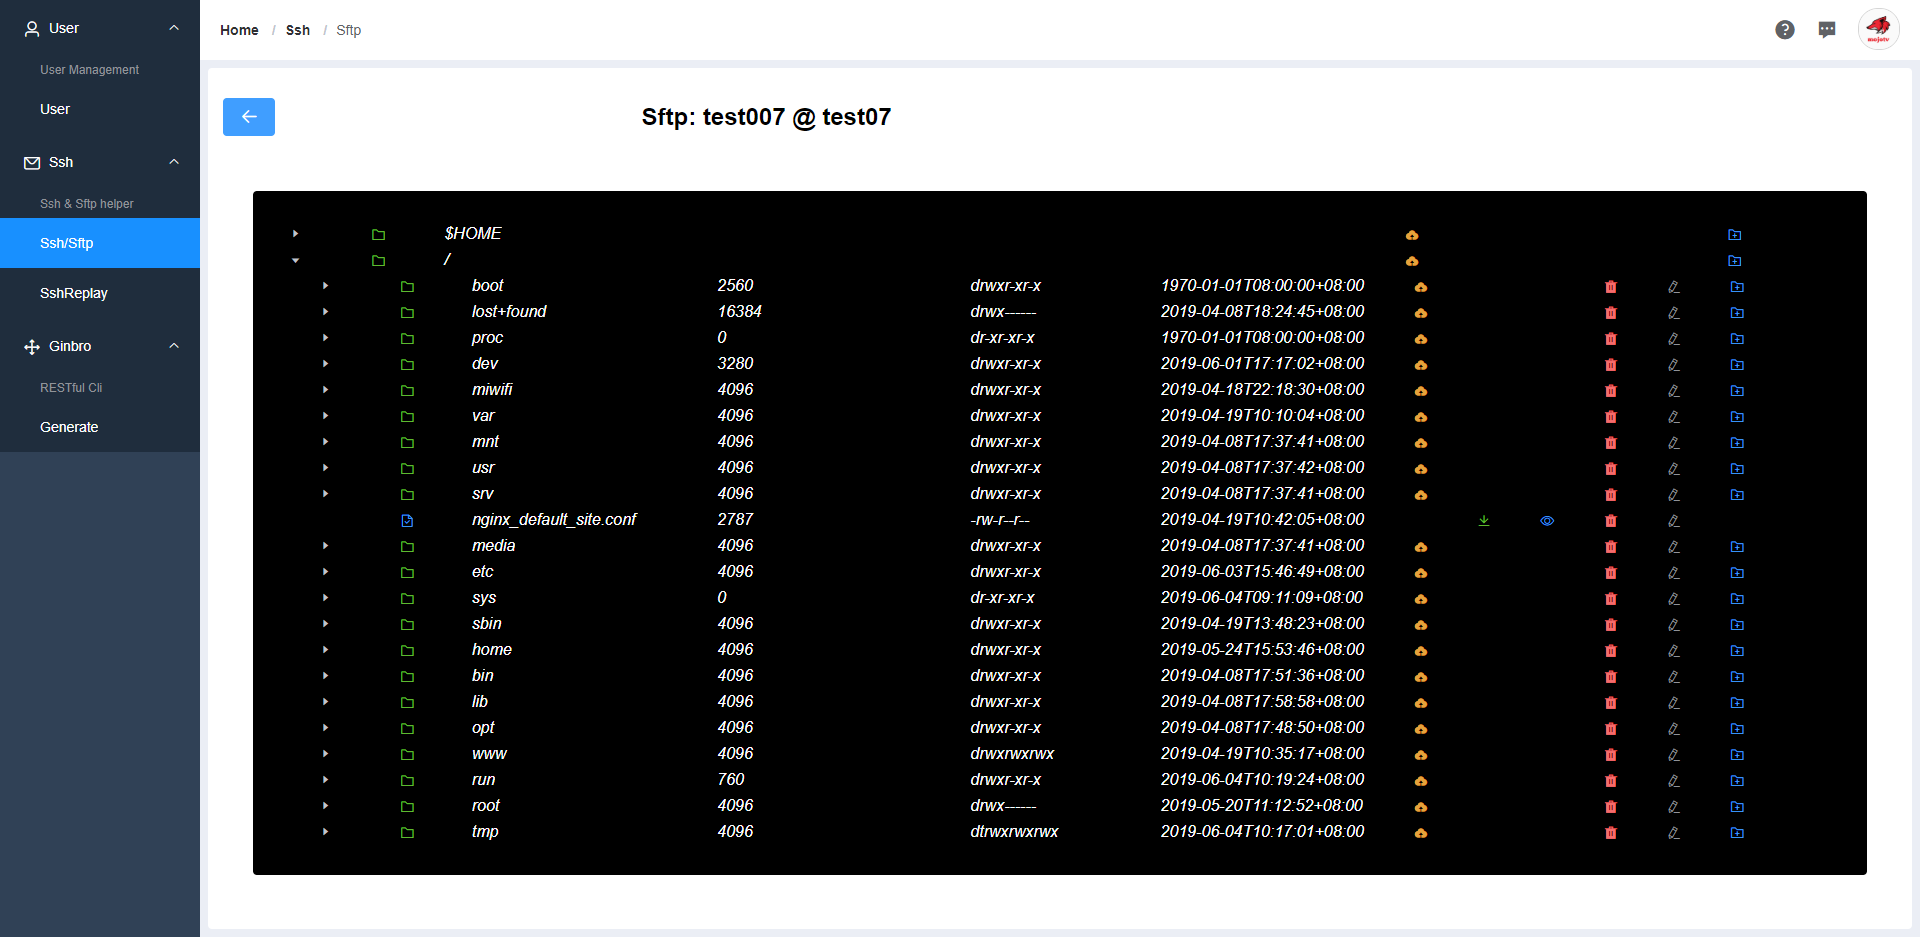 User
User Management
User
Ssh
Ssh & Sftp helper
Ssh/Sftp
SshReplay
Ginbro
RESTful Cli
Generate
Home / Ssh / Sftp
mojotv
Sftp: test007 @ test07
$HOME
/
boot 2560 drwxr-xr-x 1970-01-01T08:00:00+08:00
lost+found 16384 drwx------ 2019-04-08T18:24:45+08:00
proc 0 dr-xr-xr-x 1970-01-01T08:00:00+08:00
dev 3280 drwxr-xr-x 2019-06-01T17:17:02+08:00
miwifi 4096 drwxr-xr-x 2019-04-18T22:18:30+08:00
var 4096 drwxr-xr-x 2019-04-19T10:10:04+08:00
mnt 4096 drwxr-xr-x 2019-04-08T17:37:41+08:00
usr 4096 drwxr-xr-x 2019-04-08T17:37:42+08:00
srv 4096 drwxr-xr-x 2019-04-08T17:37:41+08:00
nginx_default_site.conf 2787 -rw-r--r-- 2019-04-19T10:42:05+08:00
media 4096 drwxr-xr-x 2019-04-08T17:37:41+08:00
etc 4096 drwxr-xr-x 2019-06-03T15:46:49+08:00
sys 0 dr-xr-xr-x 2019-06-04T09:11:09+08:00
sbin 4096 drwxr-xr-x 2019-04-19T13:48:23+08:00
home 4096 drwxr-xr-x 2019-05-24T15:53:46+08:00
bin 4096 drwxr-xr-x 2019-04-08T17:51:36+08:00
lib 4096 drwxr-xr-x 2019-04-08T17:58:58+08:00
opt 4096 drwxr-xr-x 2019-04-08T17:48:50+08:00
www 4096 drwxrwxrwx 2019-04-19T10:35:17+08:00
run 760 drwxr-xr-x 2019-06-04T10:19:24+08:00
root 4096 drwx------ 2019-05-20T11:12:52+08:00
tmp 4096 dtrwxrwxrwx 2019-06-04T10:17:01+08:00